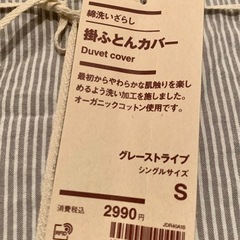 綿洗いざらし
掛ふとんカバー
Duvet cover
最初からやわらかな肌触りを楽し
めるよう洗い加工を施しました。
オーガニックコットン使用です。
グレーストライプ
シングルサイズ
S
消費税込 2990円